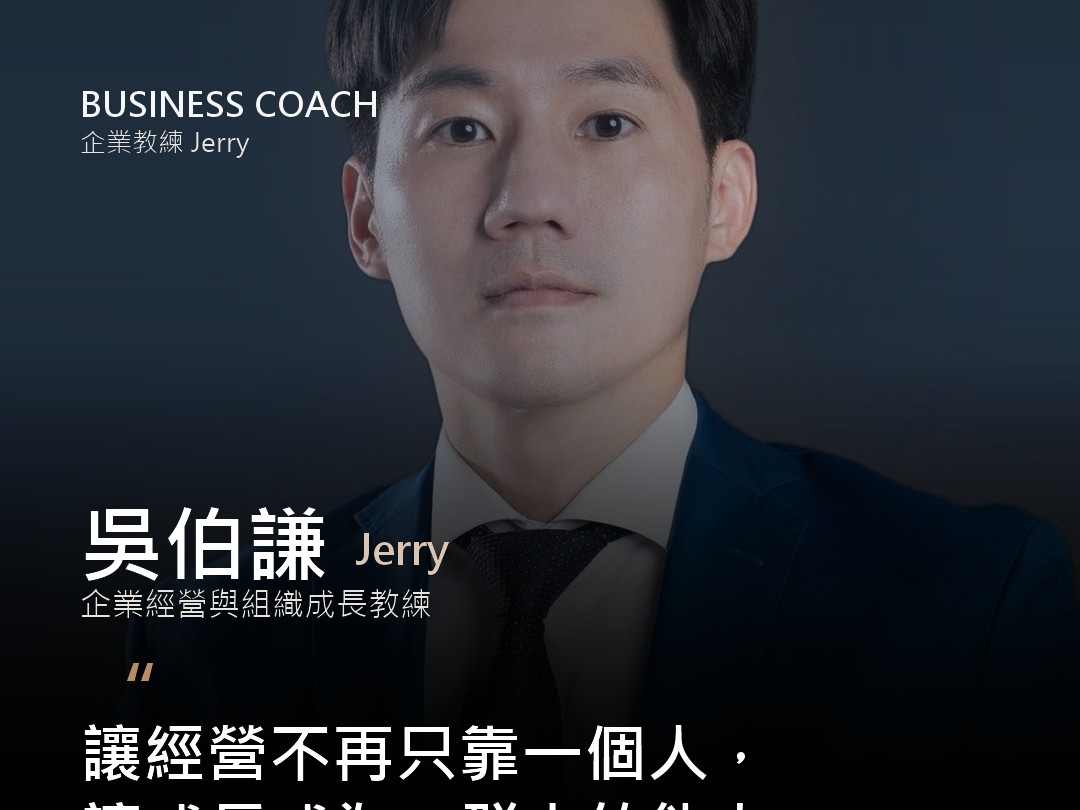 BUSINESS COACH
企業教練 Jerry
吳伯謙 Jerry
企業經營與組織成長教練
“
讓經營不再只靠一個人，